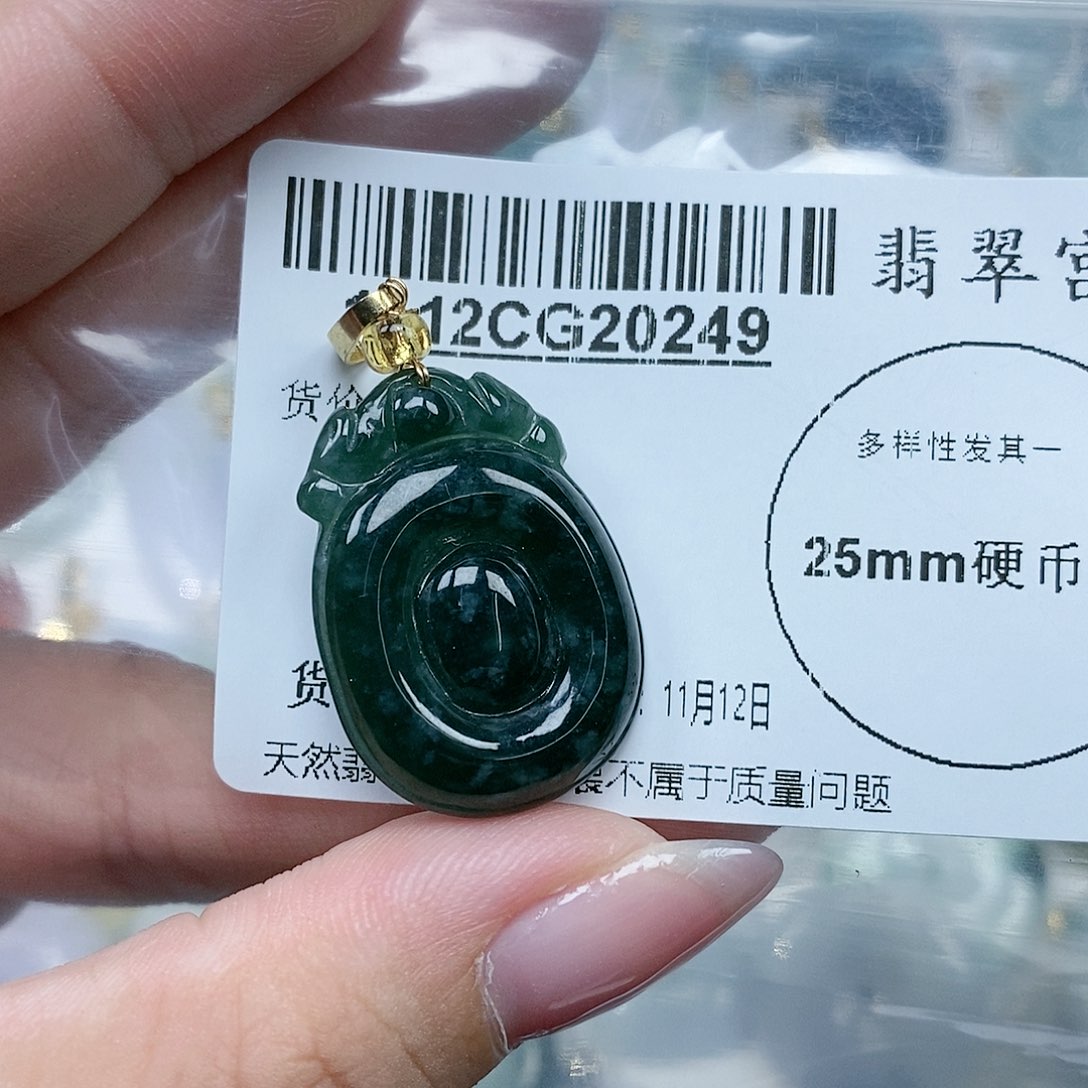 翡翠宫
12CG20249
货价
多样性发其一
25mm硬币
货
11月12日
天然翡
不属于质量问题